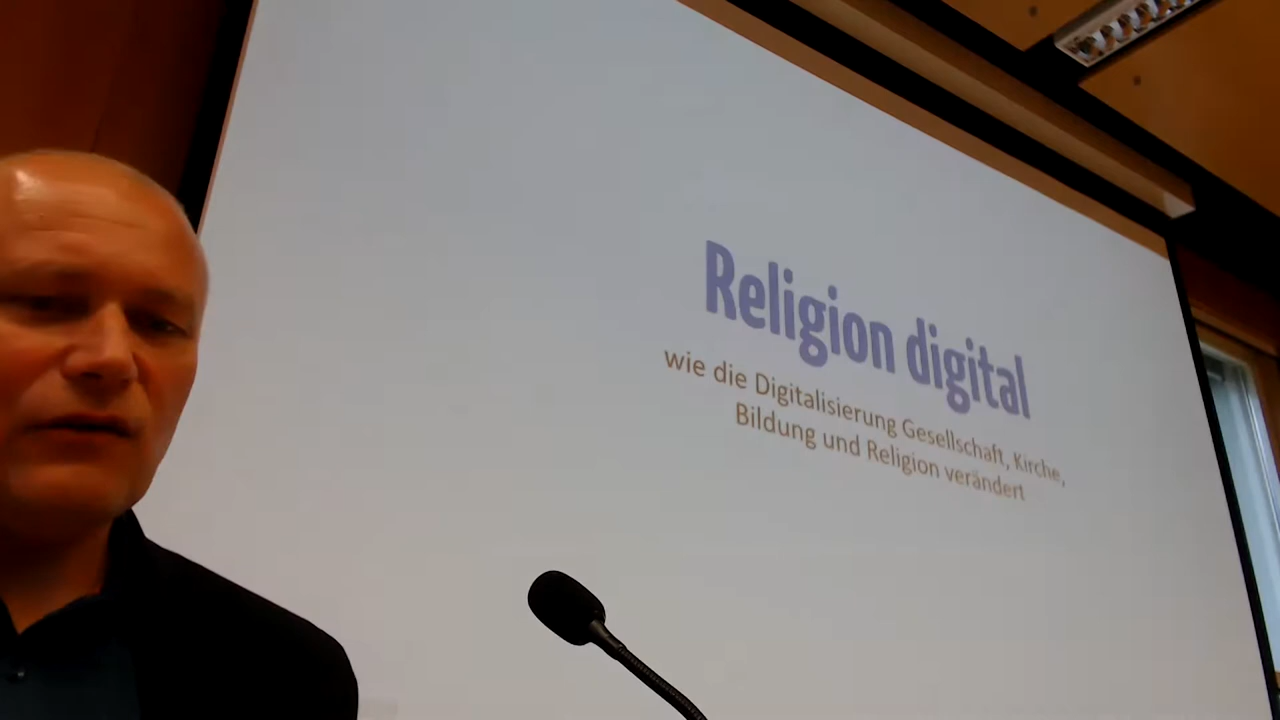 Religion digital
wie die Digitalisierung Gesellschaft, Kirche,
Bildung und Religion verändert